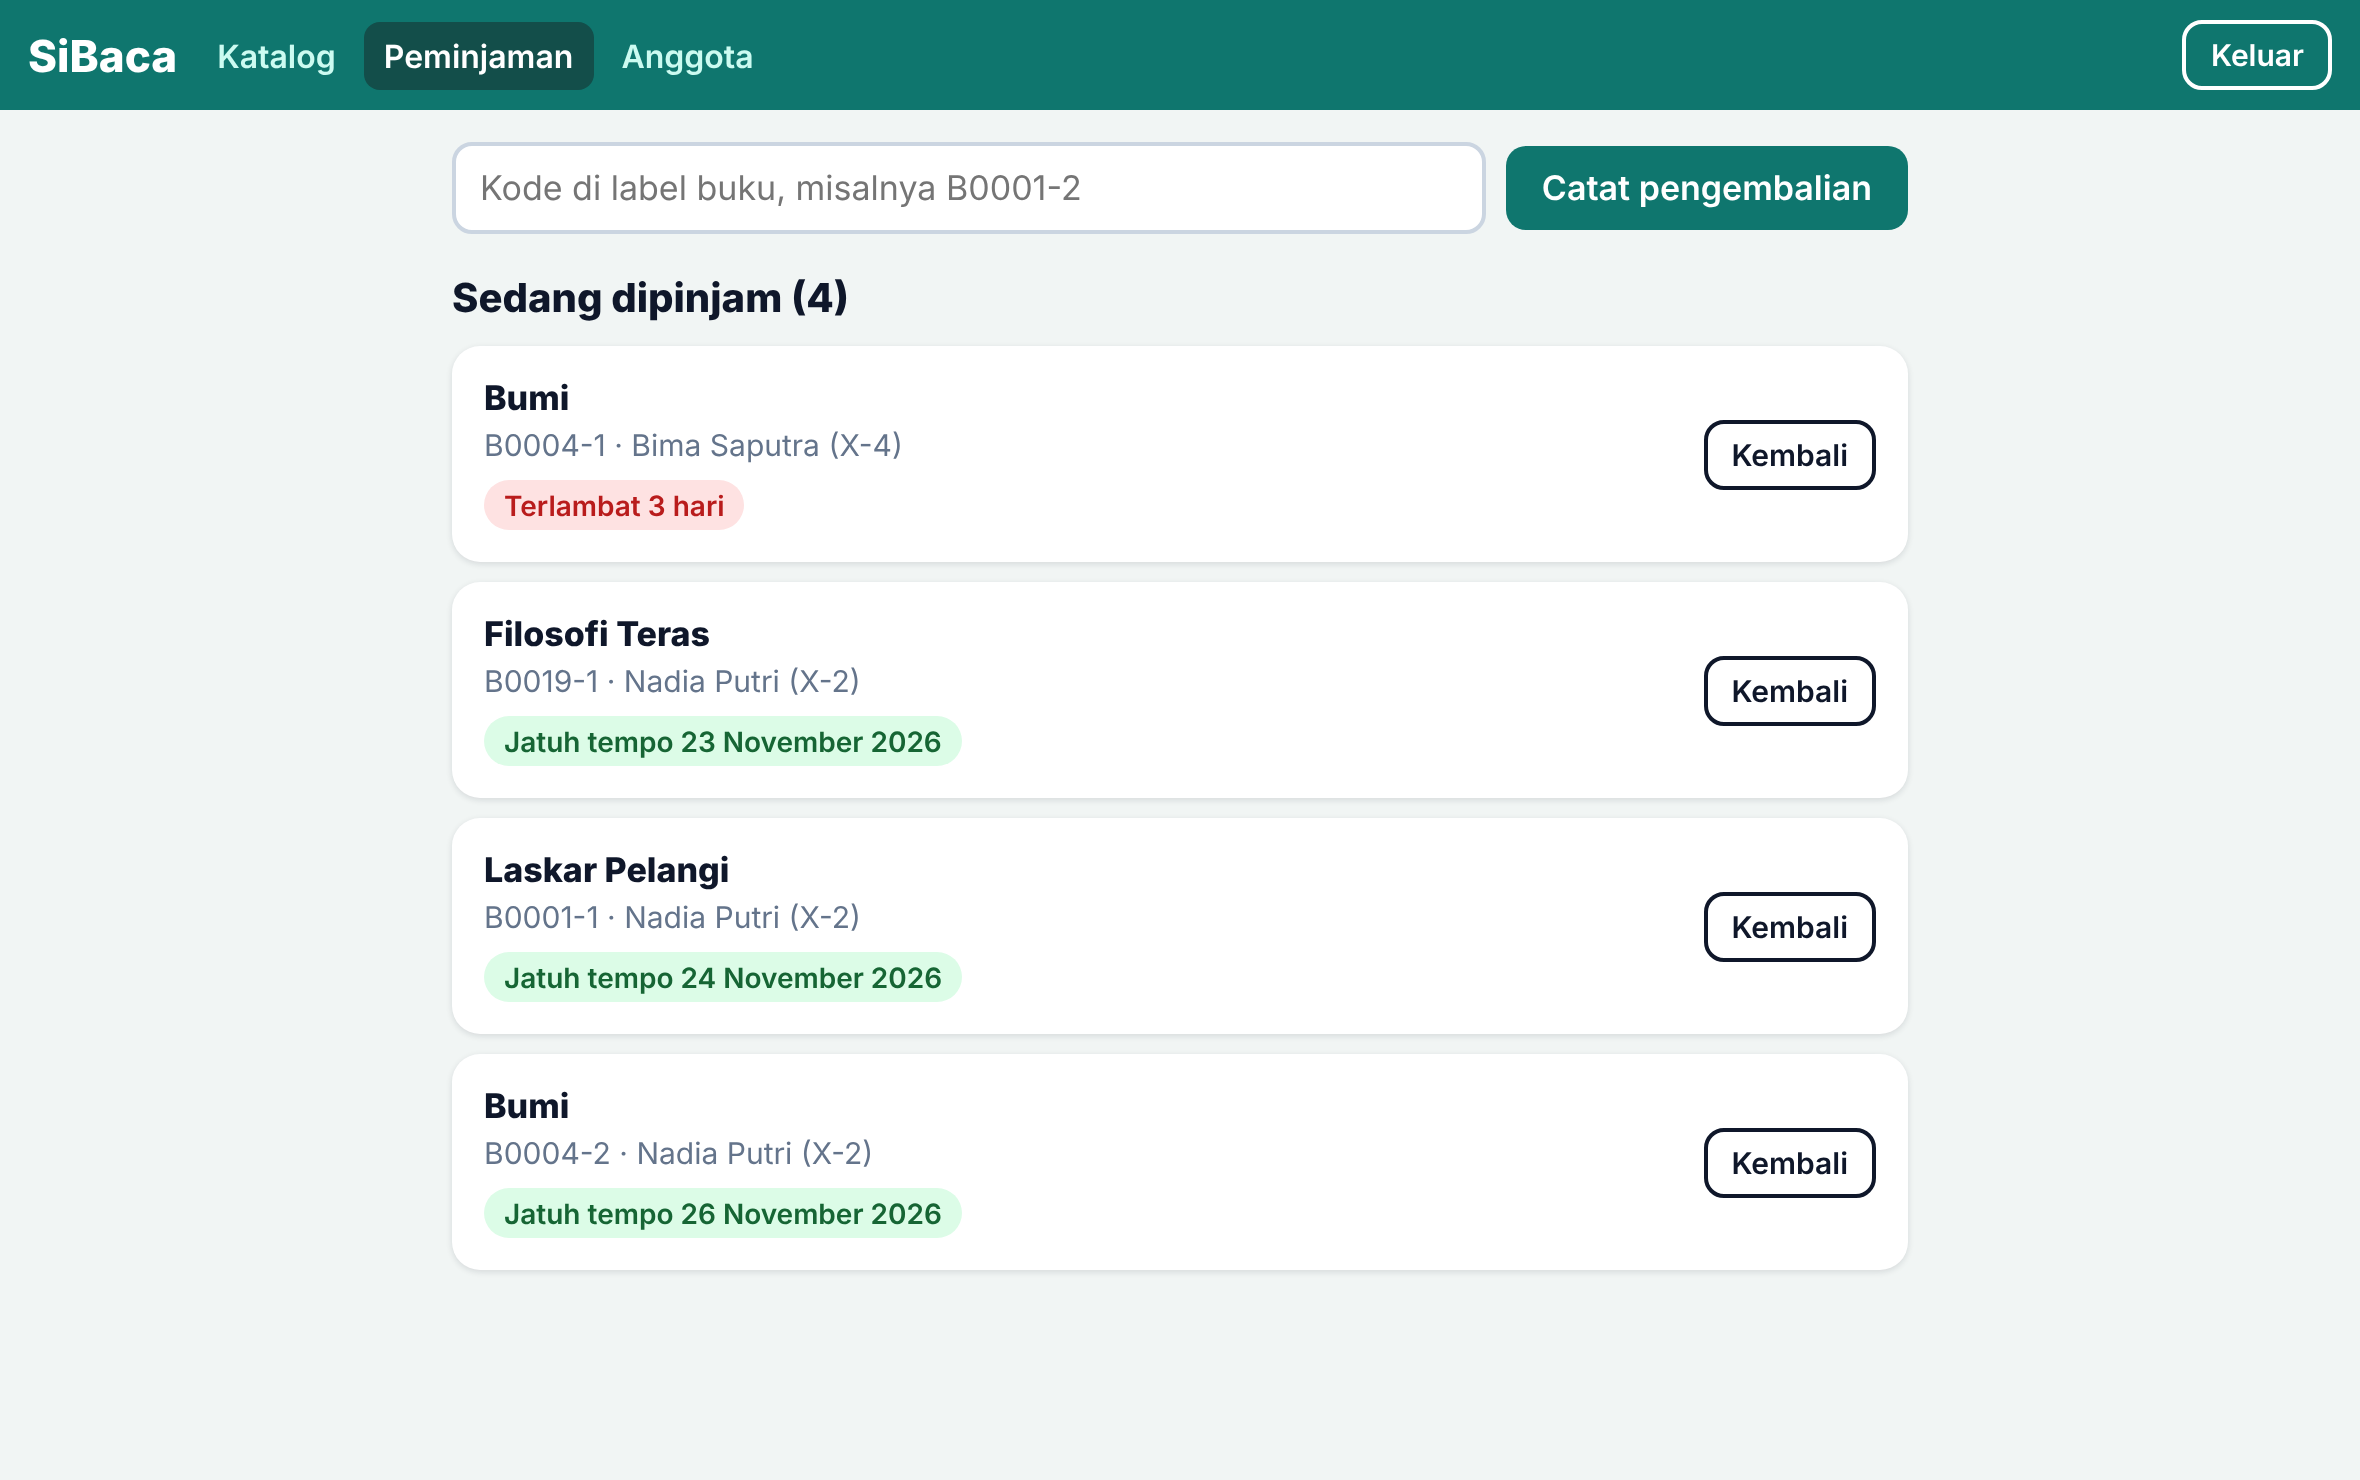 SiBaca Katalog Peminjaman Anggota Keluar
Kode di label buku, misalnya B0001-2 Catat pengembalian
Sedang dipinjam (4)
Bumi
B0004-1 · Bima Saputra (X-4)
Kembali
Terlambat 3 hari
Filosofi Teras
B0019-1 · Nadia Putri (X-2)
Kembali
Jatuh tempo 23 November 2026
Laskar Pelangi
B0001-1 · Nadia Putri (X-2)
Kembali
Jatuh tempo 24 November 2026
Bumi
B0004-2 · Nadia Putri (X-2)
Kembali
Jatuh tempo 26 November 2026